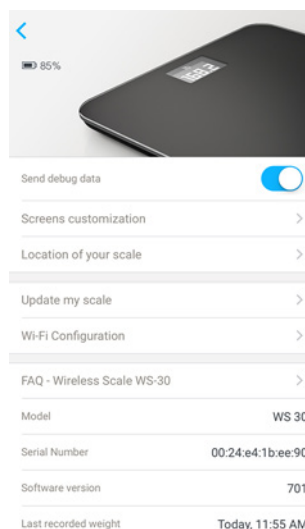 85%
168.2
Send debug data
Screens customization
Location of your scale
Update my scale
Wi-Fi Configuration
FAQ - Wireless Scale WS-30
Model WS 30
Serial Number 00:24:e4:1b:ee:90
Software version 701
Last recorded weight Today, 11:55 AM